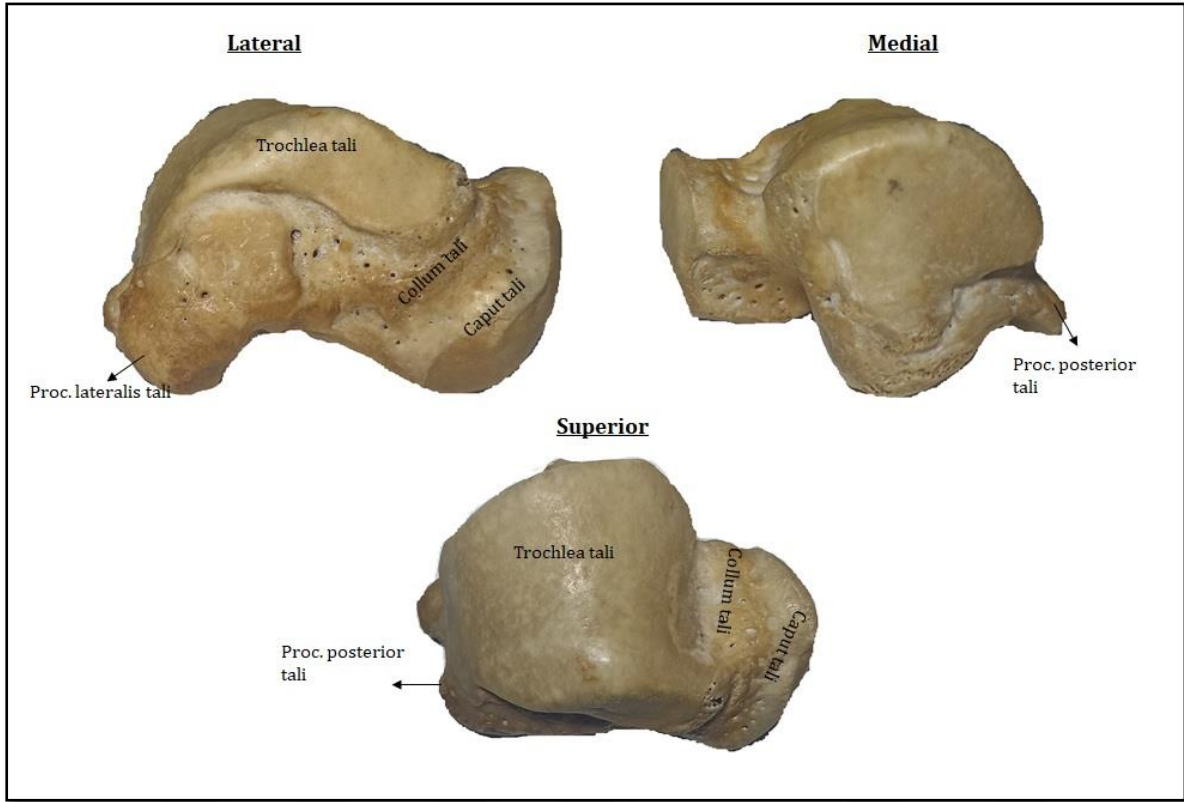 Lateral
Medial
Trochlea tali
Collum tali
Caput tali
Proc. lateralis tali
Proc. posterior
tali
Superior
Trochlea tali
Collum tali
Caput tali
Proc. posterior
tali